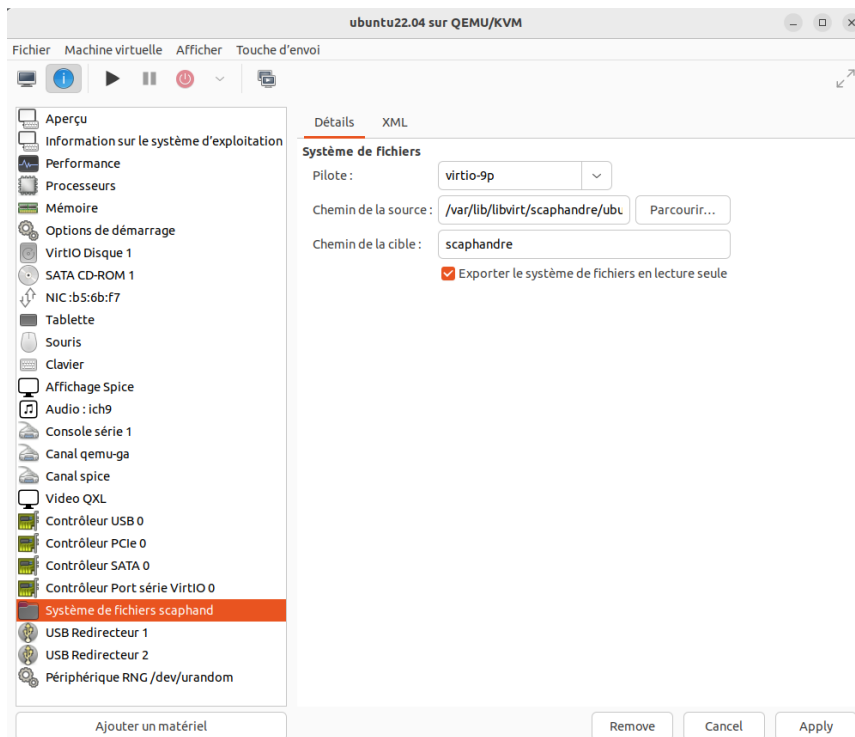 ubuntu22.04 sur QEMU/KVM
Fichier Machine virtuelle Afficher Touche d'envoi
Aperçu
Information sur le système d'exploitation
Performance
Processeurs
Mémoire
Options de démarrage
VirtIO Disque 1
SATA CD-ROM 1
NIC :b5:6b:f7
Tablette
Souris
Clavier
Affichage Spice
Audio : ich9
Console série 1
Canal qemu-ga
Canal spice
Video QXL
Contrôleur USB 0
Contrôleur PCIe 0
Contrôleur SATA 0
Contrôleur Port série VirtIO 0
Système de fichiers scaphand
USB Redirecteur 1
USB Redirecteur 2
Périphérique RNG /dev/urandom
Ajouter un matériel
Détails XML
Système de fichiers
Pilote : virtio-9p
Chemin de la source : /var/lib/libvirt/scaphandre/ubu Parcourir...
Chemin de la cible : scaphandre
Exporter le système de fichiers en lecture seule
Remove Cancel Apply